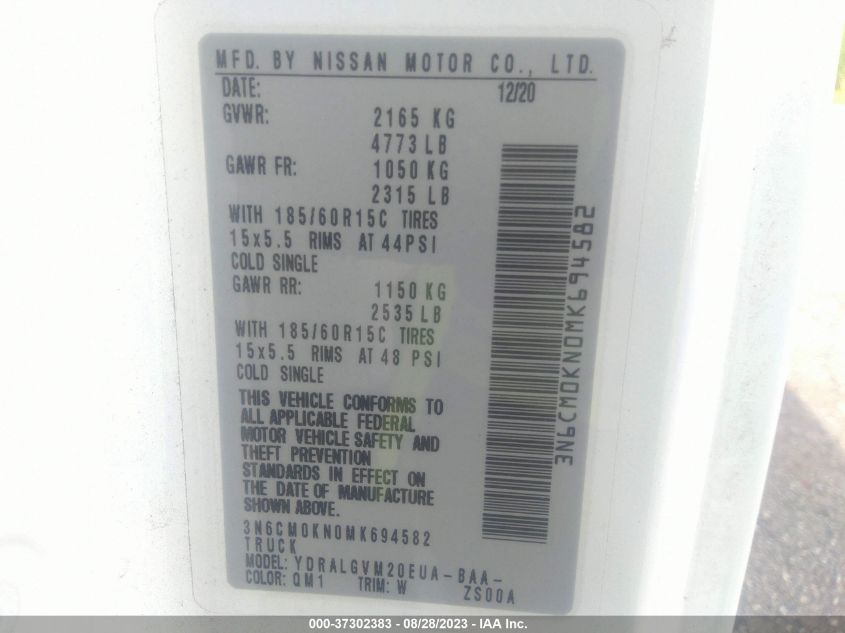 MFD. BY NISSAN MOTOR CO., LTD.
DATE: 12/20
GVWR: 2165 KG
4773 LB
GAWR FR: 1050 KG
2315 LB
WITH 185/60R15C TIRES
15x5.5 RIMS AT 44PSI
COLD SINGLE
GAWR RR: 1150 KG
2535 LB
WITH 185/60R15C TIRES
15x5.5 RIMS AT 48 PSI
COLD SINGLE
THIS VEHICLE CONFORMS TO
ALL APPLICABLE FEDERAL
MOTOR VEHICLE SAFETY AND
THEFT PREVENTION
STANDARDS IN EFFECT ON
THE DATE OF MANUFACTURE
SHOWN ABOVE.
3N6CM0KN0MK694582
TRUCK
MODEL: YDRALGVM20EUA-BAA-
COLOR: QM1 TRIM: W ZS00A
3N6CM0KN0MK694582
000-37302383 - 08/28/2023 - IAA Inc.